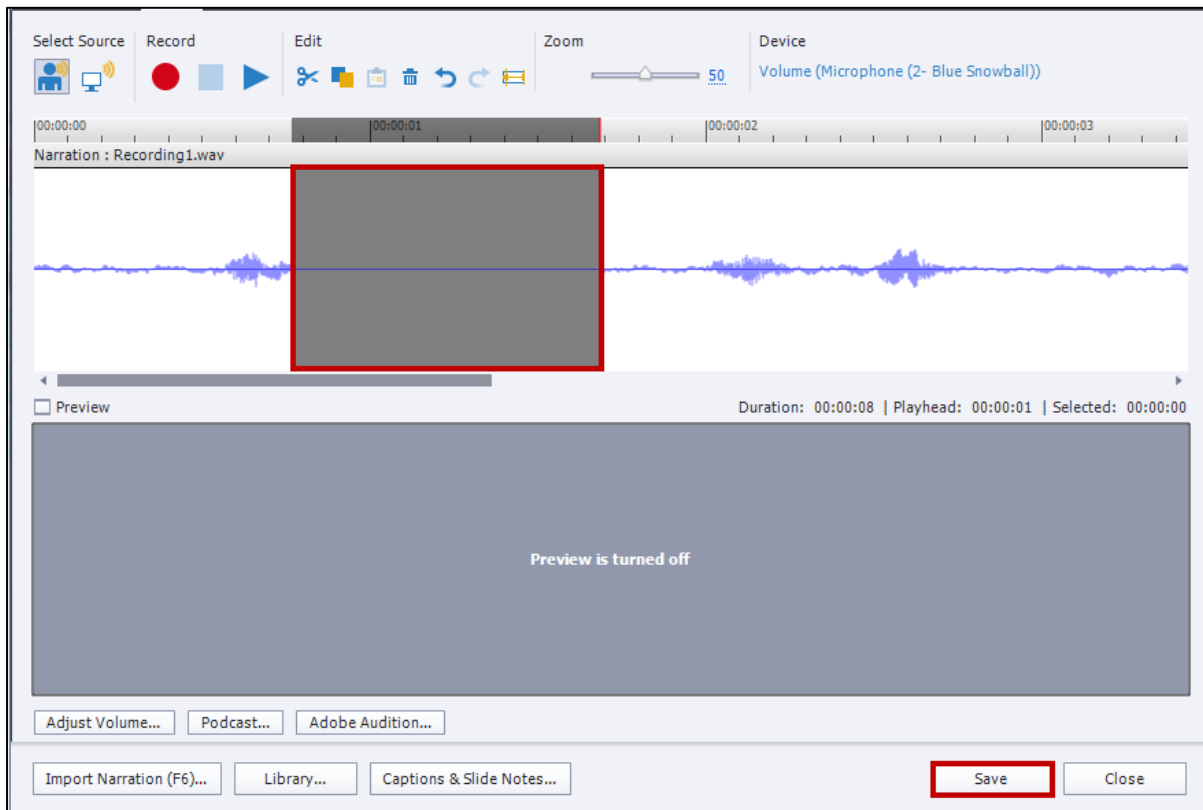 Select Source Record Edit Zoom Device
50 Volume (Microphone (2- Blue Snowball))
00:00:00 00:00:01 00:00:02 00:00:03
Narration : Recording1.wav
Preview Duration: 00:00:08 | Playhead: 00:00:01 | Selected: 00:00:00
Preview is turned off
Adjust Volume... Podcast... Adobe Audition...
Import Narration (F6)... Library... Captions & Slide Notes... Save Close